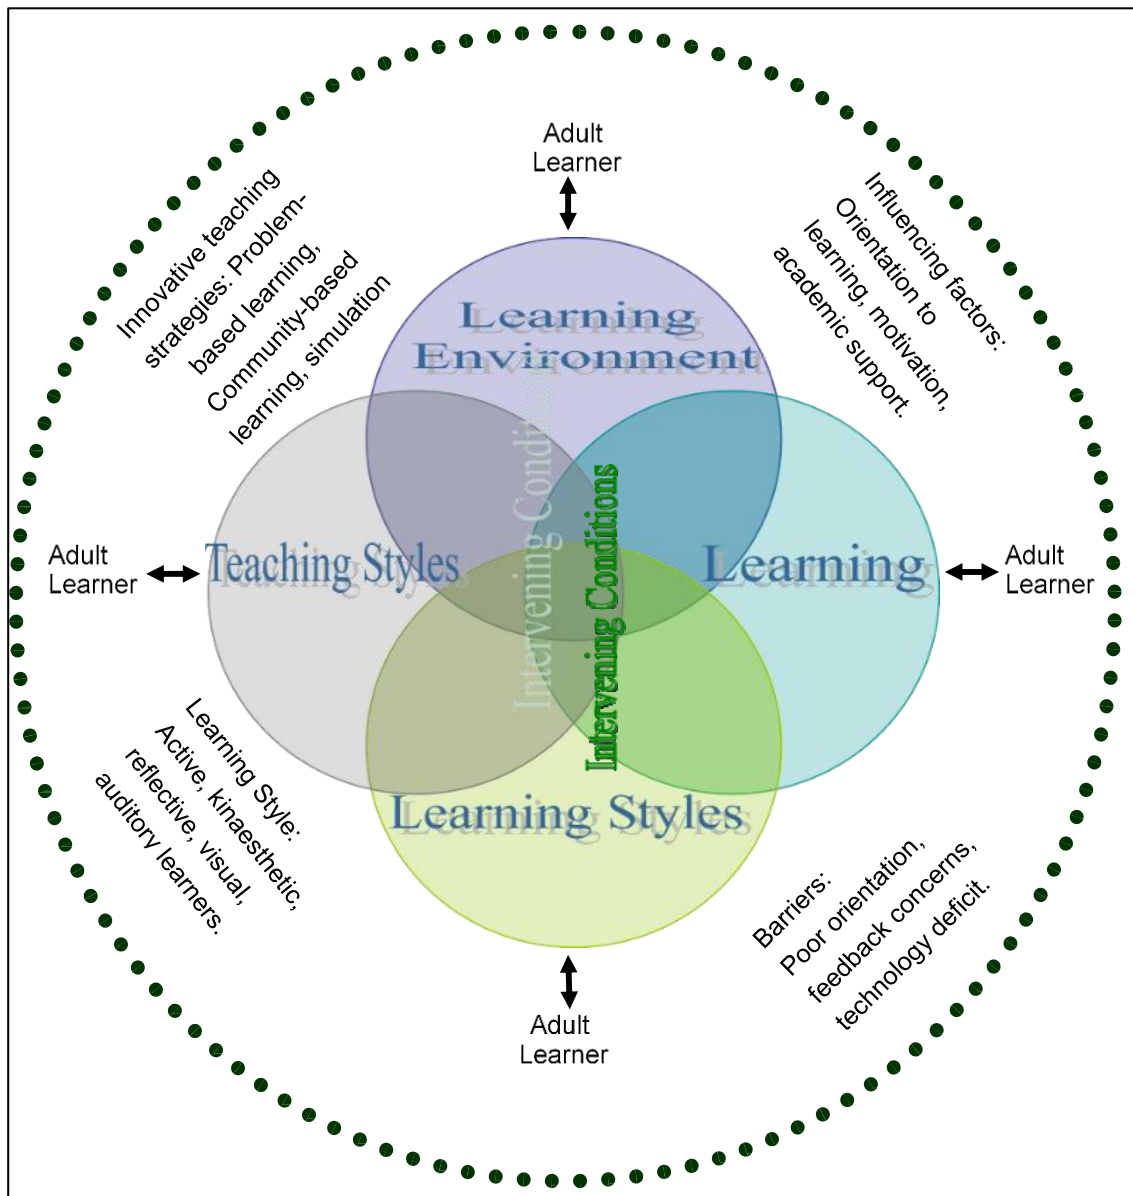 Adult
Learner
Innovative teaching
strategies: Problem-
based learning,
Community-based
learning, simulation
Influencing factors:
Orientation to
learning, motivation,
academic support.
Learning
Environment
Intervening Conditions
Intervening Conditions
Adult
Learner
Teaching Styles
Learning
Adult
Learner
Learning Styles
Learning Style:
Active, kinaesthetic,
reflective, visual,
auditory learners.
Barriers:
Poor orientation,
feedback concerns,
technology deficit.
Adult
Learner